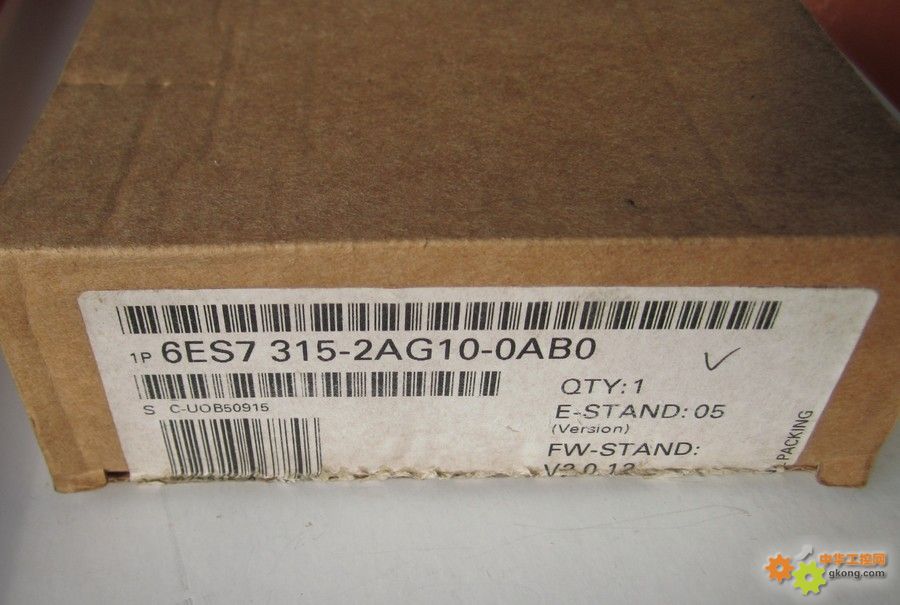 1P 6ES7 315-2AG10-0AB0
S C-UOB50915
QTY: 1
E-STAND: 05
(Version)
FW-STAND:
V2.0.12
PACKING
中华工控网
gkong.com